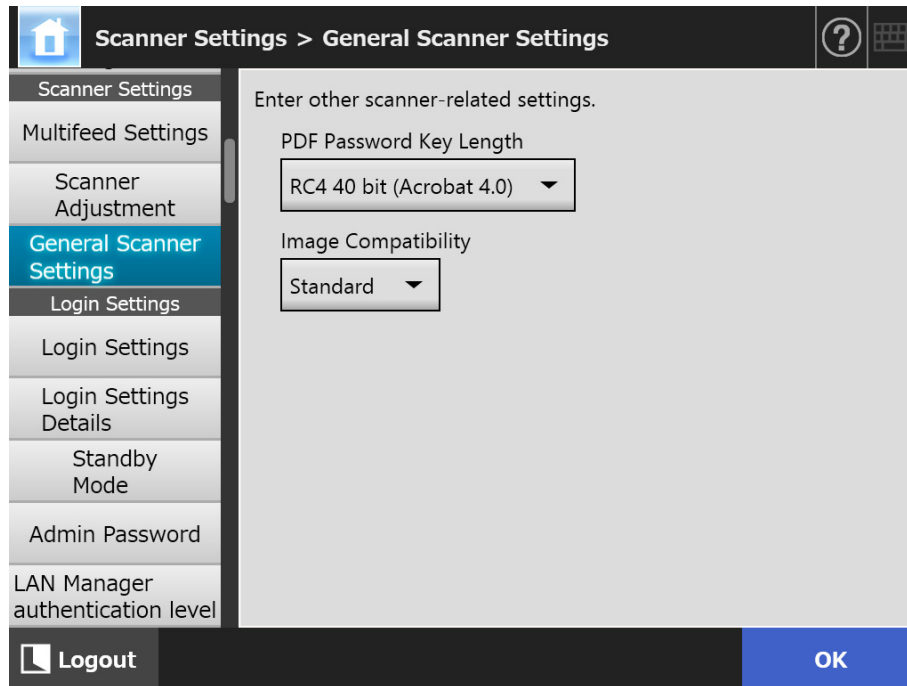 Scanner Settings > General Scanner Settings
?
Scanner Settings
Multifeed Settings
Scanner
Adjustment
General Scanner
Settings
Login Settings
Login Settings
Login Settings
Details
Standby
Mode
Admin Password
LAN Manager
authentication level
Enter other scanner-related settings.
PDF Password Key Length
RC4 40 bit (Acrobat 4.0)
Image Compatibility
Standard
Logout
OK